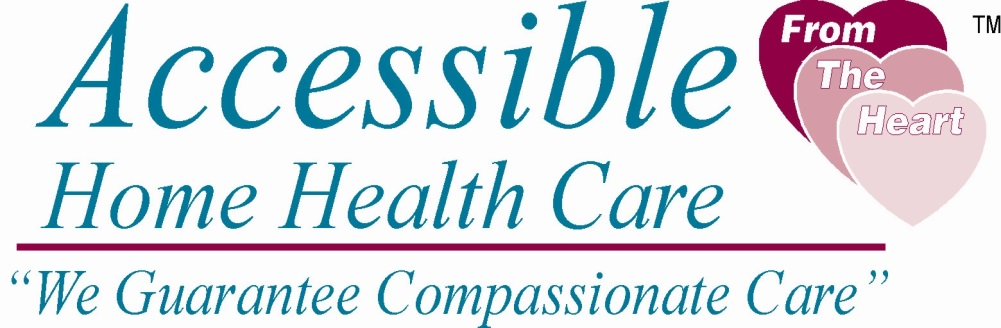 Accessible
Home Health Care
“We Guarantee Compassionate Care”
From
The
Heart
TM